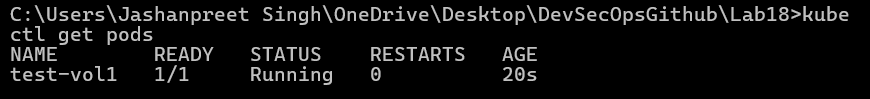 C:\Users\Jashanpreet Singh\OneDrive\Desktop\DevSecOpsGithub\Lab18>kube
ctl get pods
NAME        READY   STATUS    RESTARTS   AGE
test-vol1   1/1     Running   0          20s